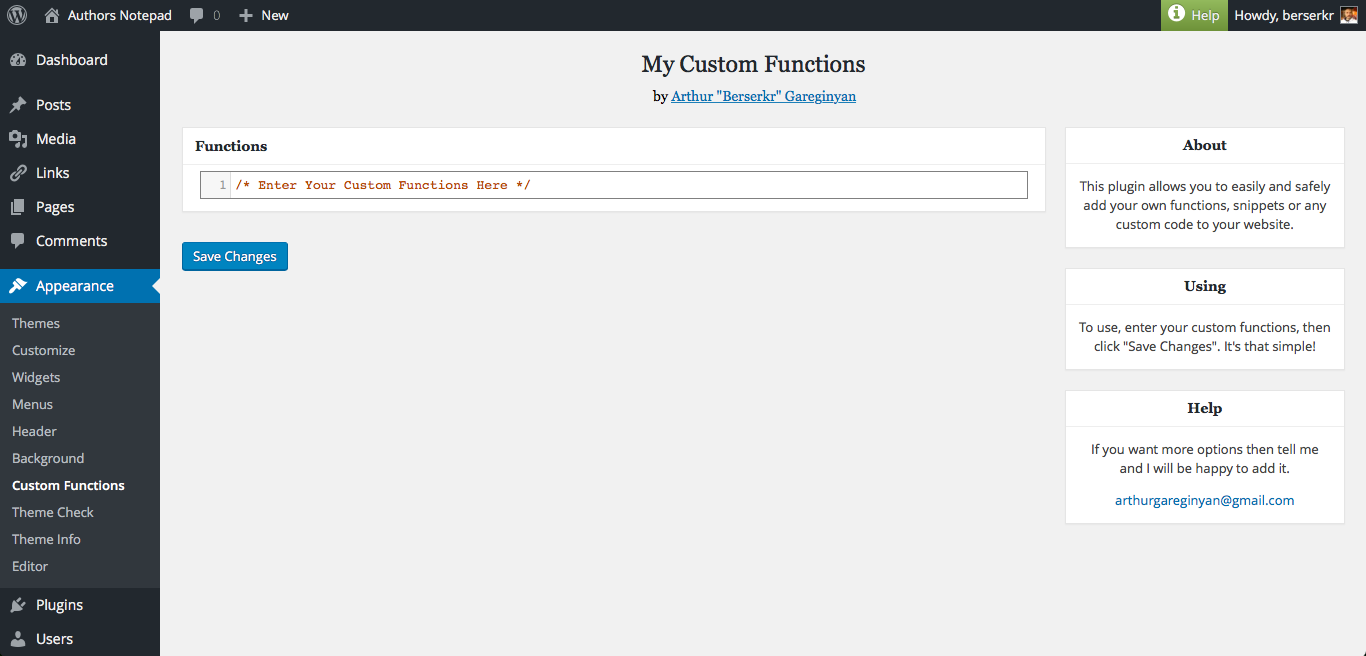 Authors Notepad 0 New Help Howdy, berserkr
Dashboard
Posts
Media
Links
Pages
Comments
Appearance
Themes
Customize
Widgets
Menus
Header
Background
Custom Functions
Theme Check
Theme Info
Editor
Plugins
Users
My Custom Functions
by Arthur "Berserkr" Gareginyan
Functions
1 /* Enter Your Custom Functions Here */
Save Changes
About
This plugin allows you to easily and safely
add your own functions, snippets or any
custom code to your website.
Using
To use, enter your custom functions, then
click "Save Changes". It's that simple!
Help
If you want more options then tell me
and I will be happy to add it.
arthurgareginyan@gmail.com